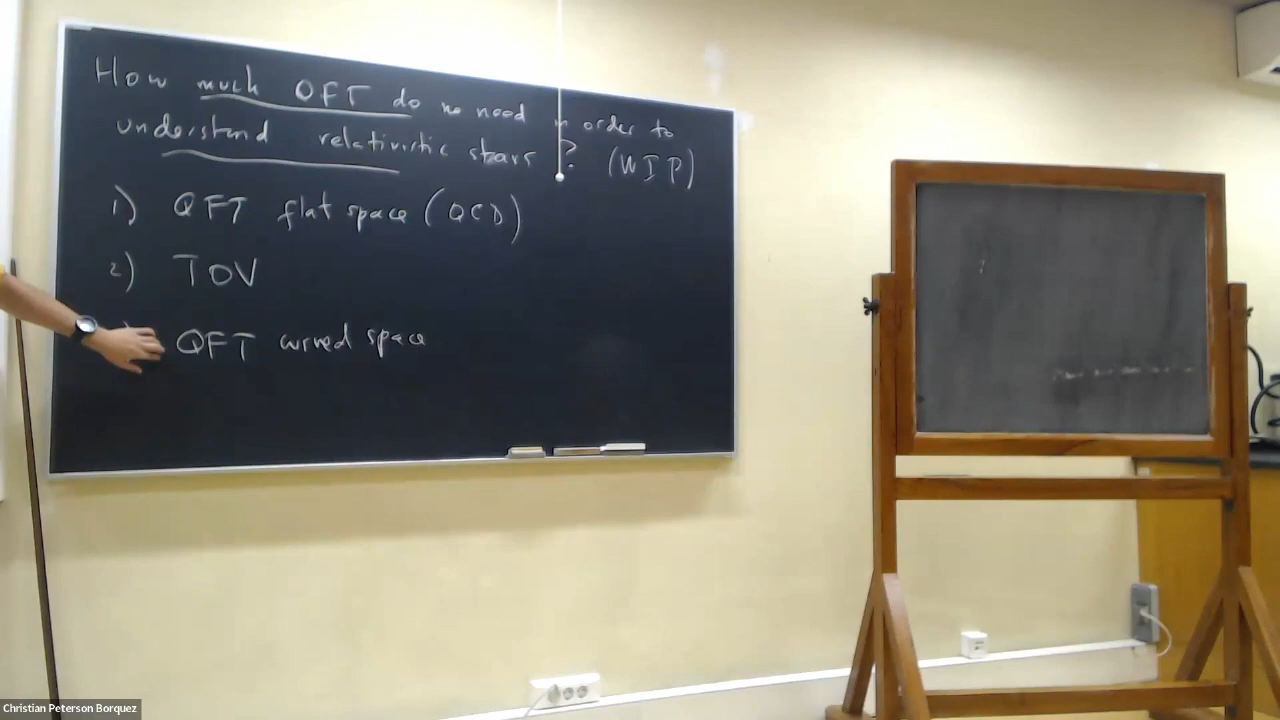 How much QFT do we need in order to
understand relativistic stars ? (WIP)
1) QFT flat space (QCD)
2) TOV
QFT curved space
Christian Peterson Borquez